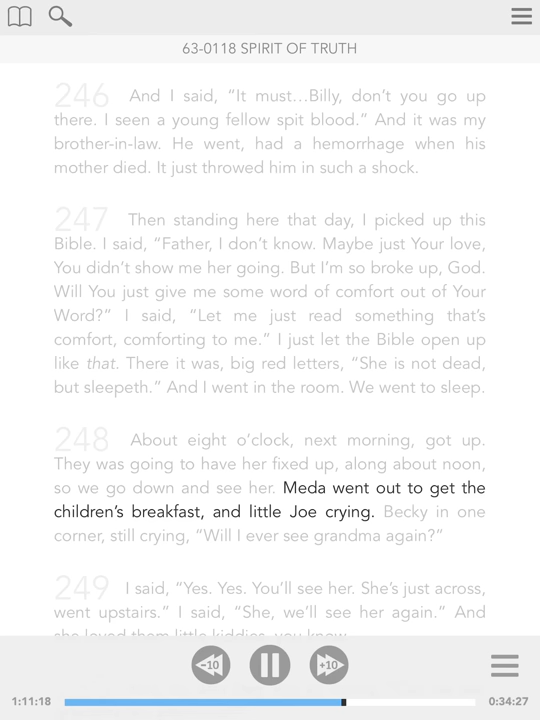 63-0118 SPIRIT OF TRUTH
246 And I said, “It must…Billy, don’t you go up
there. I seen a young fellow spit blood.” And it was my
brother-in-law. He went, had a hemorrhage when his
mother died. It just throwed him in such a shock.
247 Then standing here that day, I picked up this
Bible. I said, “Father, I don’t know. Maybe just Your love,
You didn’t show me her going. But I’m so broke up, God.
Will You just give me some word of comfort out of Your
Word?” I said, “Let me just read something that’s
comfort, comforting to me.” I just let the Bible open up
like that. There it was, big red letters, “She is not dead,
but sleepeth.” And I went in the room. We went to sleep.
248 About eight o’clock, next morning, got up.
They was going to have her fixed up, along about noon,
so we go down and see her. Meda went out to get the
children’s breakfast, and little Joe crying. Becky in one
corner, still crying, “Will I ever see grandma again?”
249 I said, “Yes. Yes. You’ll see her. She’s just across,
went upstairs.” I said, “She, we’ll see her again.” And
she loved them little kiddies, you know.
-10 +10
1:11:18 0:34:27